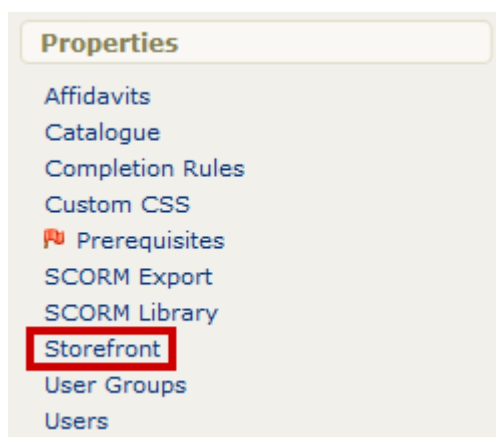 Properties
Affidavits
Catalogue
Completion Rules
Custom CSS
Prerequisites
SCORM Export
SCORM Library
Storefront
User Groups
Users